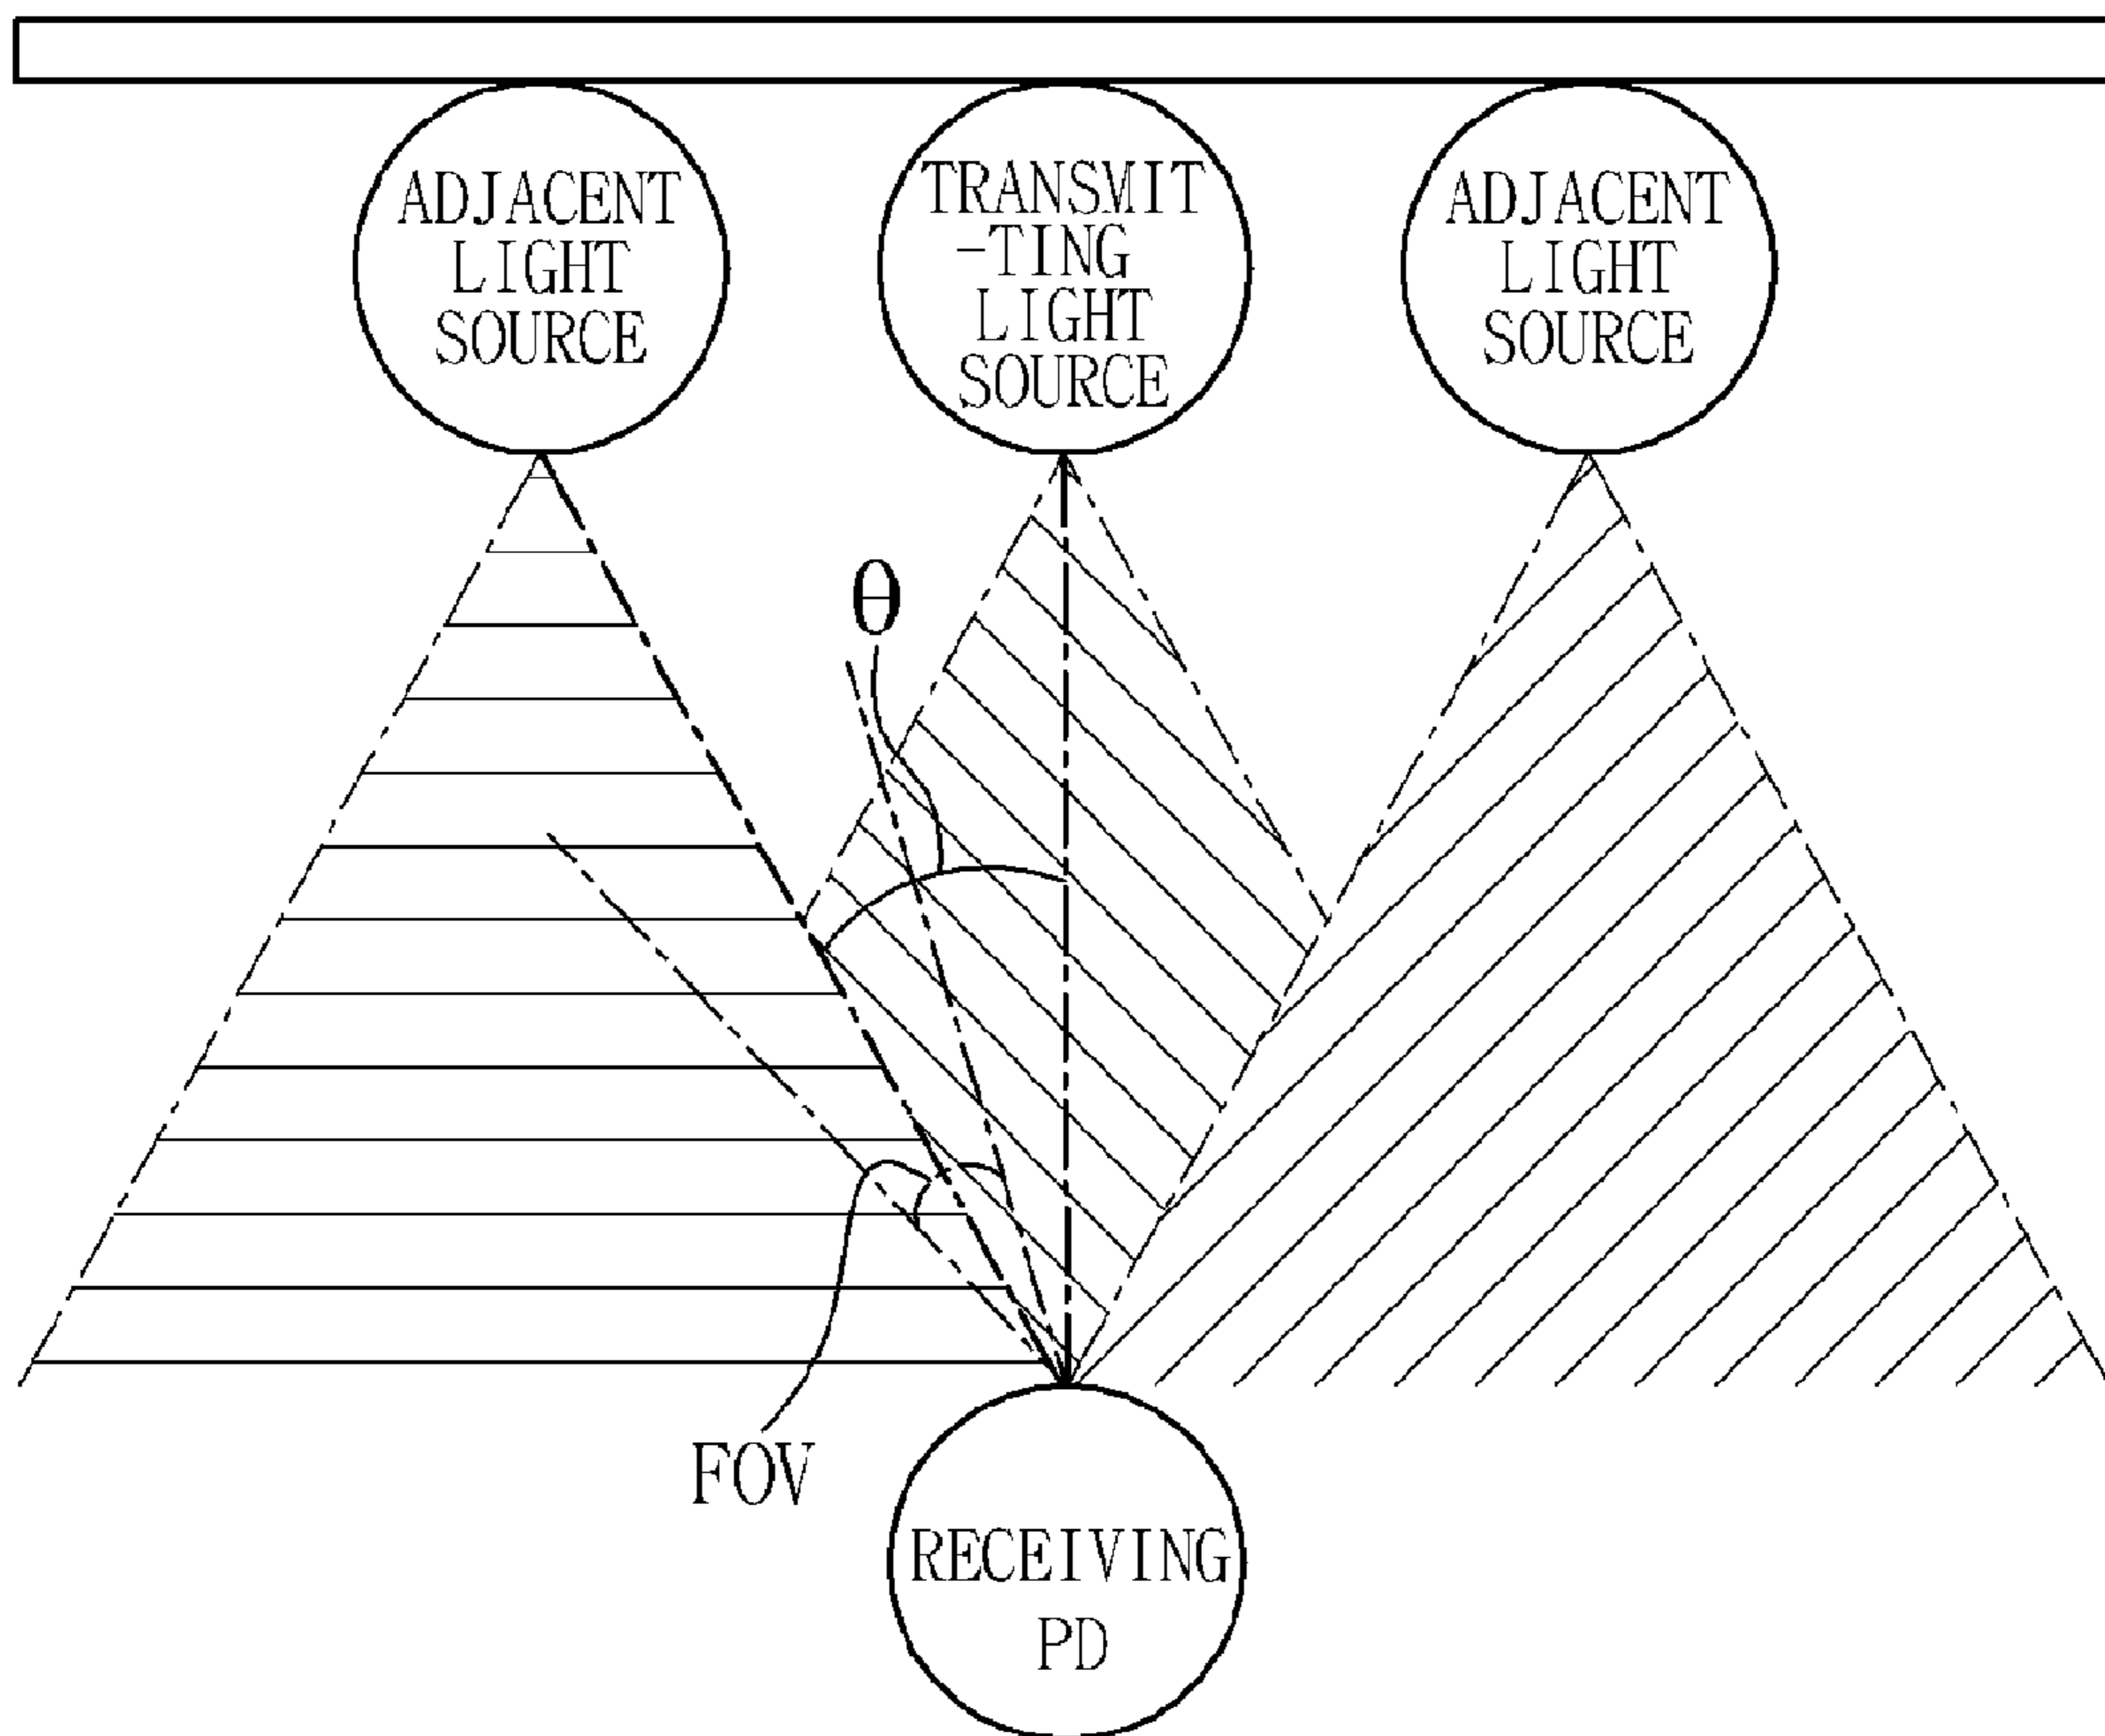 ADJACENT
LIGHT
SOURCE
TRANSMIT
-TING
LIGHT
SOURCE
ADJACENT
LIGHT
SOURCE
θ
FOV
RECEIVING
PD